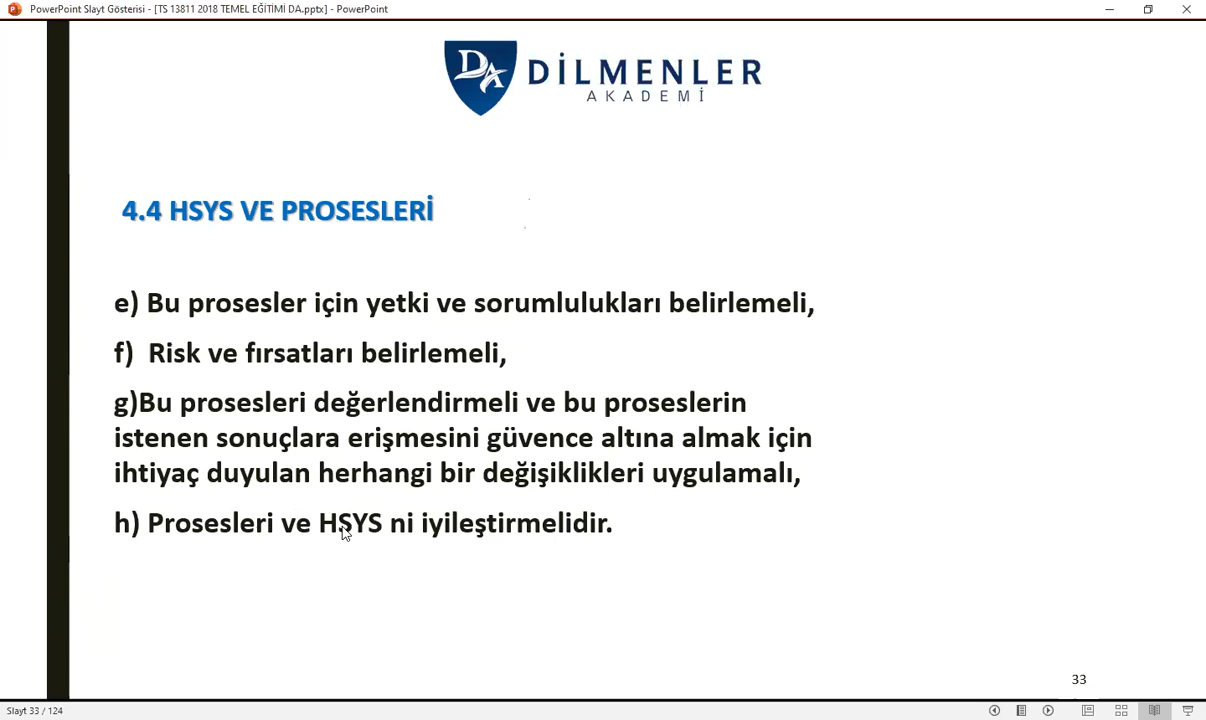 PowerPoint Slayt Gösterisi - [TS 13811 2018 TEMEL EĞİTİMİ DA.pptx] - PowerPoint
DA DİLMENLER
AKADEMİ
4.4 HSYS VE PROSESLERİ
e) Bu prosesler için yetki ve sorumlulukları belirlemeli,
f) Risk ve fırsatları belirlemeli,
g)Bu prosesleri değerlendirmeli ve bu proseslerin
istenen sonuçlara erişmesini güvence altına almak için
ihtiyaç duyulan herhangi bir değişiklikleri uygulamalı,
h) Prosesleri ve HSYS ni iyileştirmelidir.
33
Slayt 33 / 124